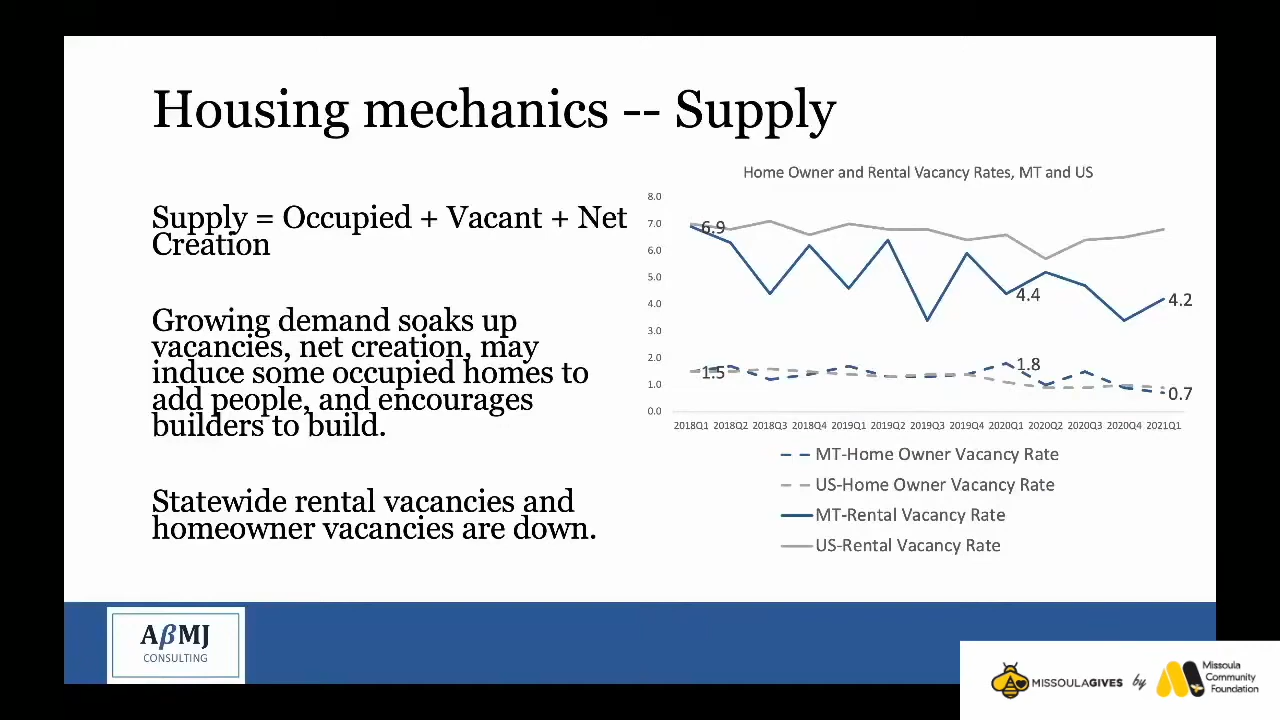 Housing mechanics -- Supply
Supply = Occupied + Vacant + Net
Creation
Growing demand soaks up
vacancies, net creation, may
induce some occupied homes to
add people, and encourages
builders to build.
Statewide rental vacancies and
homeowner vacancies are down.
Home Owner and Rental Vacancy Rates, MT and US
8.0
7.0
6.0
5.0
4.0
3.0
2.0
1.0
0.0
6.9
4.4
4.2
1.5
1.8
0.7
2018Q1 2018Q2 2018Q3 2018Q4 2019Q1 2019Q2 2019Q3 2019Q4 2020Q1 2020Q2 2020Q3 2020Q4 2021Q1
MT-Home Owner Vacancy Rate
US-Home Owner Vacancy Rate
MT-Rental Vacancy Rate
US-Rental Vacancy Rate
AβMJ
CONSULTING
MISSOULAGIVES by
Missoula
Community
Foundation